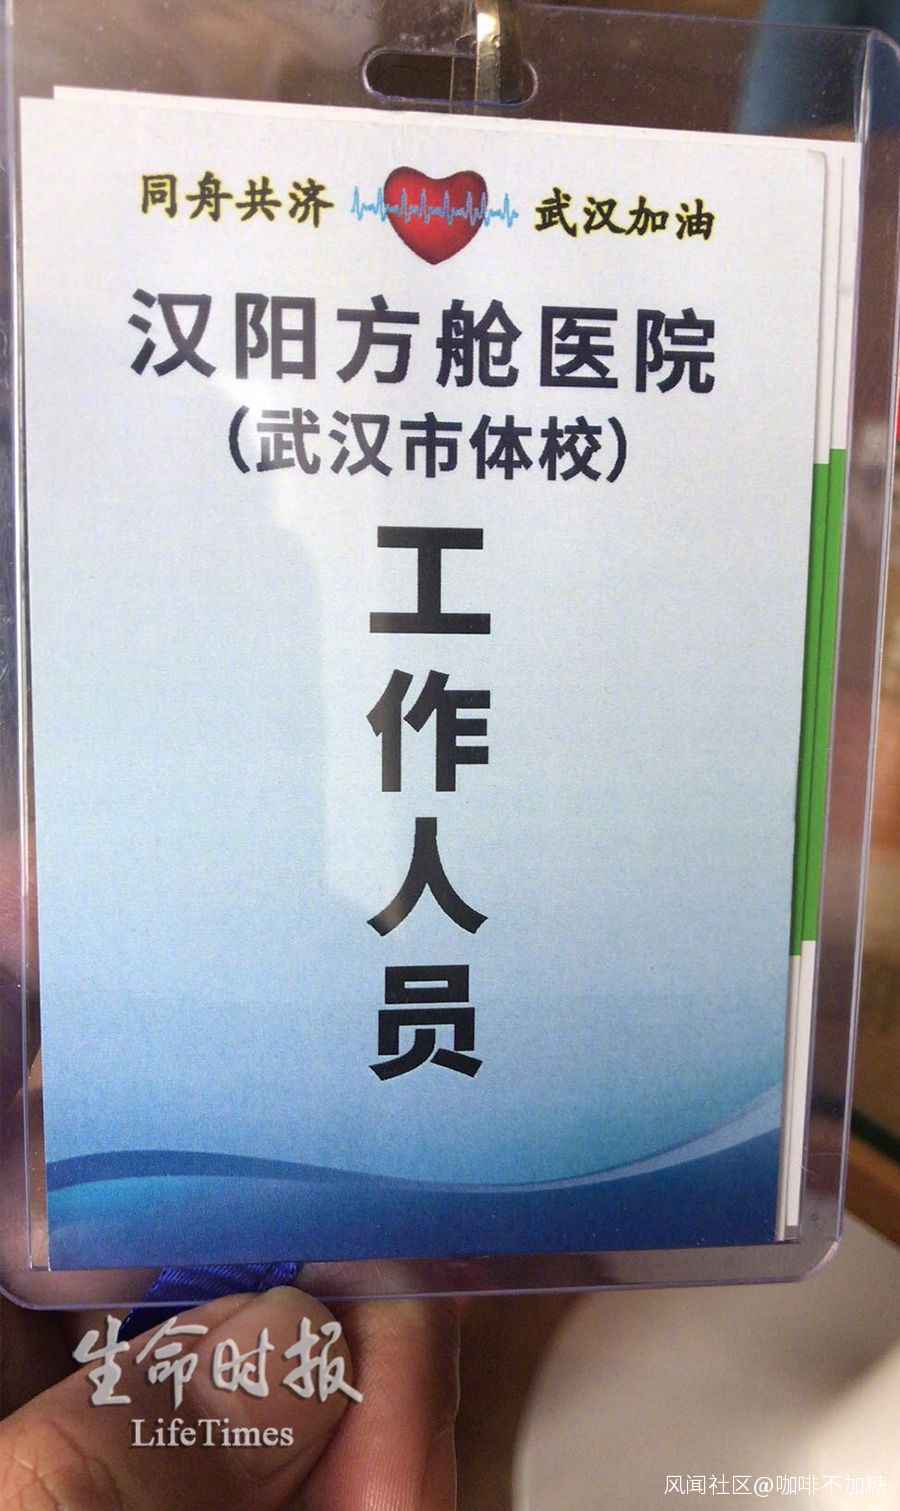 同舟共济 武汉加油
汉阳方舱医院
(武汉市体校)
工
作
人
员
生命时报
LifeTimes
风闻社区@咖啡不加糖